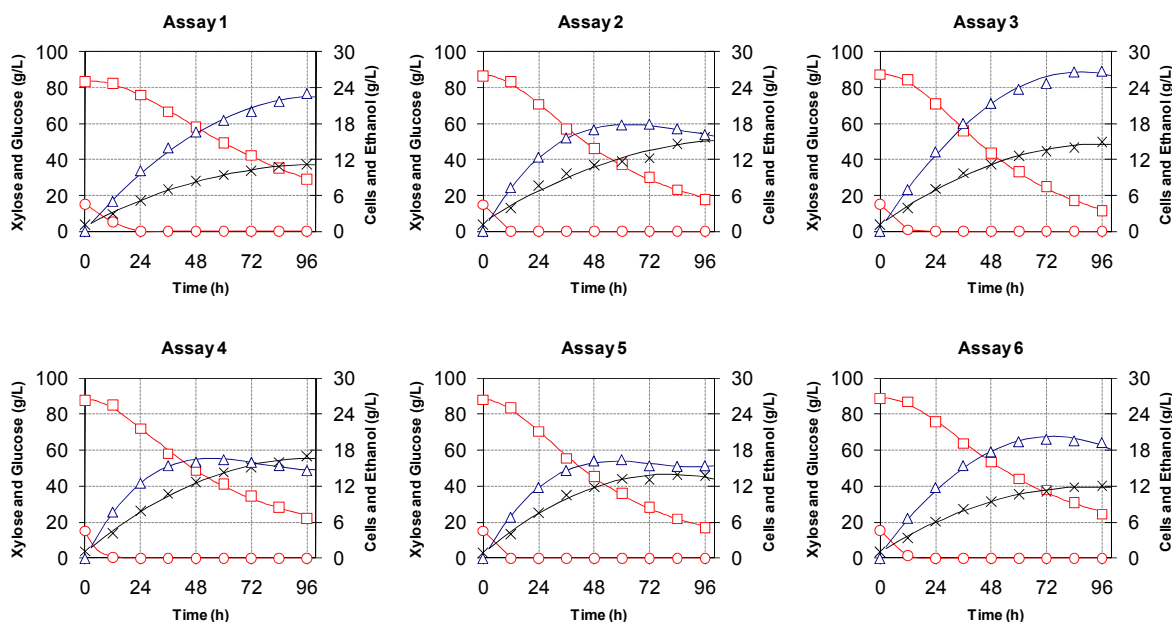 Assay 1
Xylose and Glucose (g/L)
100
80
60
40
20
0
30
24
18
12
6
0
Cells and Ethanol (g/L)
0 24 48 72 96
Time (h)
Assay 2
Xylose and Glucose (g/L)
100
80
60
40
20
0
30
24
18
12
6
0
Cells and Ethanol (g/L)
0 24 48 72 96
Time (h)
Assay 3
Xylose and Glucose (g/L)
100
80
60
40
20
0
30
24
18
12
6
0
Cells and Ethanol (g/L)
0 24 48 72 96
Time (h)
Assay 4
Xylose and Glucose (g/L)
100
80
60
40
20
0
30
24
18
12
6
0
Cells and Ethanol (g/L)
0 24 48 72 96
Time (h)
Assay 5
Xylose and Glucose (g/L)
100
80
60
40
20
0
30
24
18
12
6
0
Cells and Ethanol (g/L)
0 24 48 72 96
Time (h)
Assay 6
Xylose and Glucose (g/L)
100
80
60
40
20
0
30
24
18
12
6
0
Cells and Ethanol (g/L)
0 24 48 72 96
Time (h)